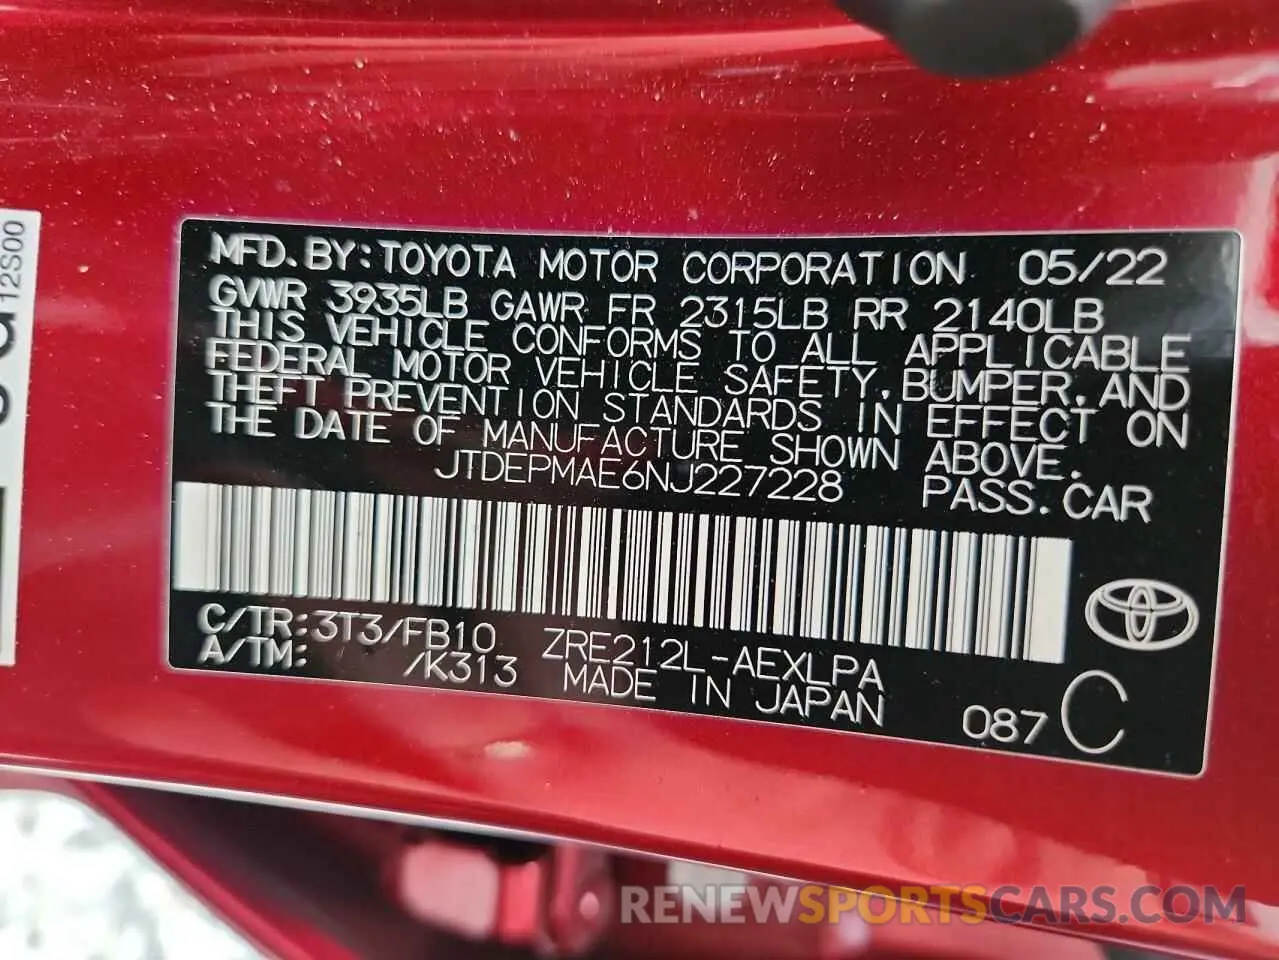 MFD.BY:TOYOTA MOTOR CORPORATION 05/22
GVWR 3935LB GAWR FR 2315LB RR 2140LB
THIS VEHICLE CONFORMS TO ALL APPLICABLE
FEDERAL MOTOR VEHICLE SAFETY,BUMPER,AND
THEFT PREVENTION STANDARDS IN EFFECT ON
THE DATE OF MANUFACTURE SHOWN ABOVE.
JTDEPMAE6NJ227228 PASS.CAR
C/TR:3T3/FB10 ZRE212L-AEXLPA
A/TM: /K313 MADE IN JAPAN
087 C
12S00
RENEWSPORTSCARS.COM